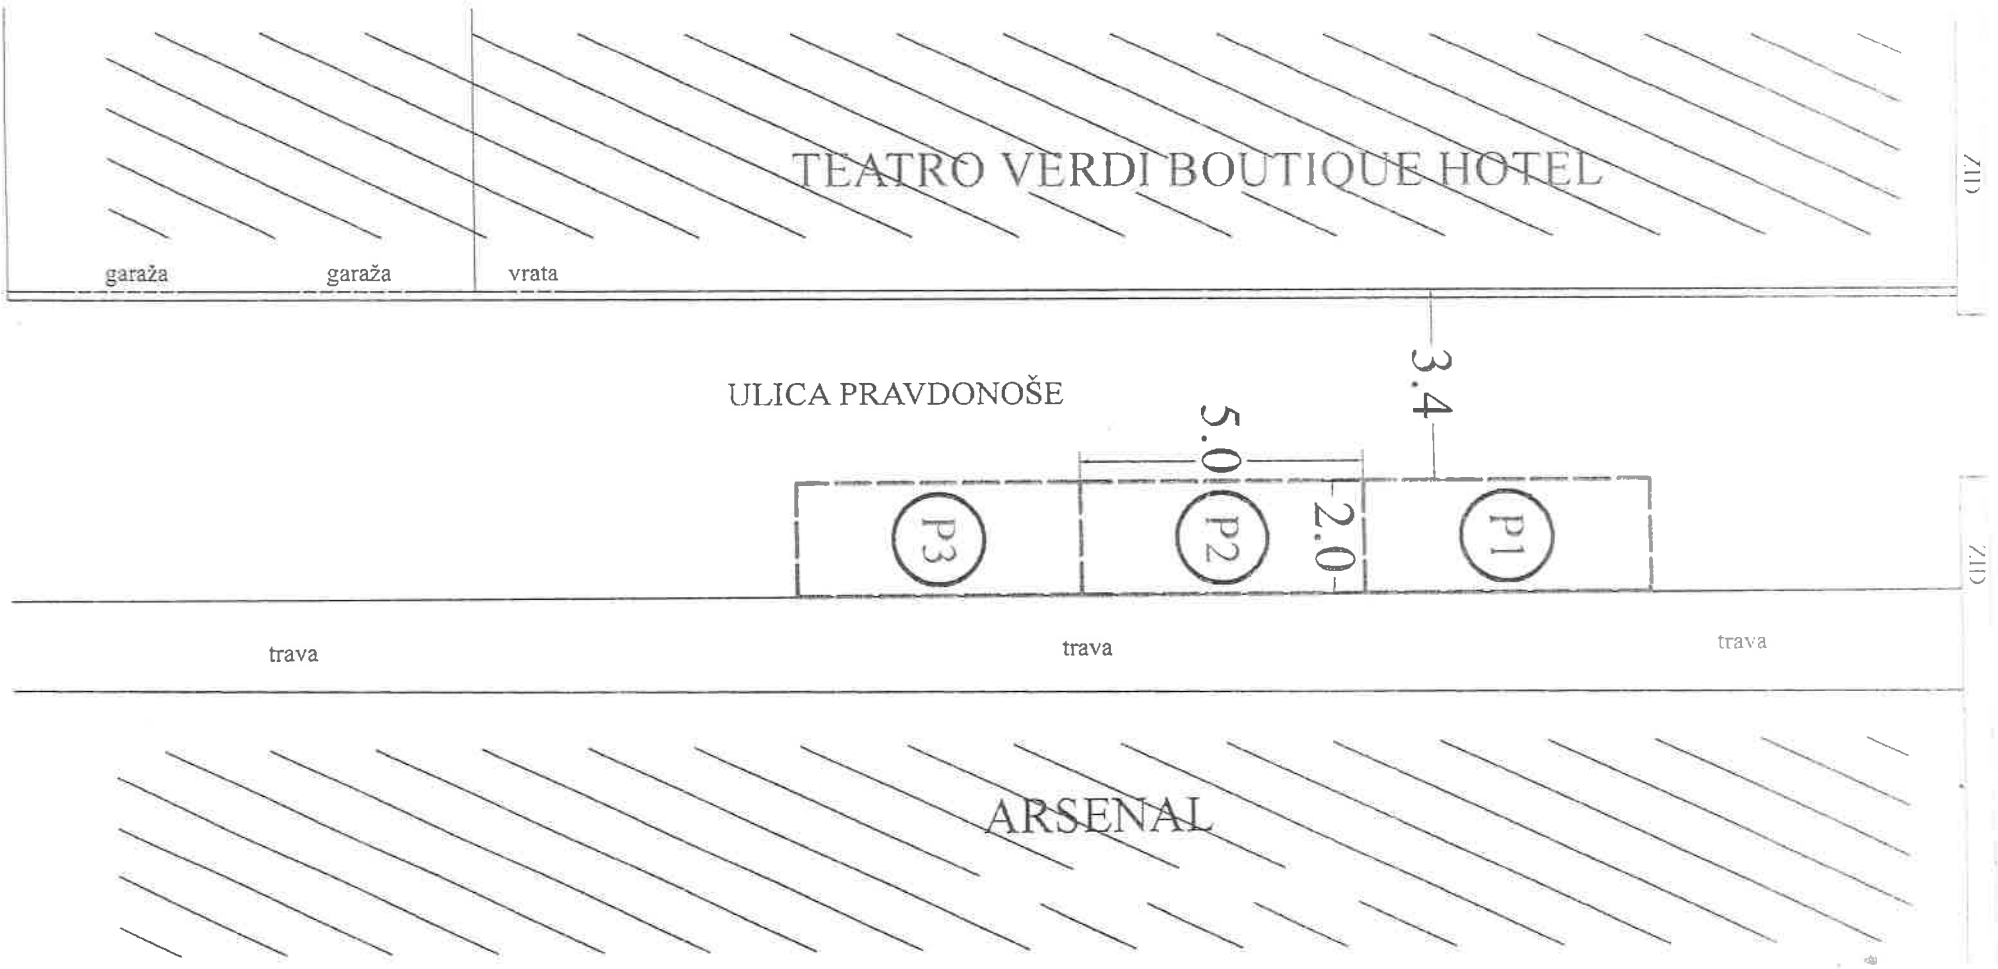 TEATRO VERDI BOUTIQUE HOTEL
ZID
garaža
garaža
vrata
ULICA PRAVDONOŠE
3.4
5.0
2.0
P3
P2
P1
ZID
trava
trava
trava
ARSENAL